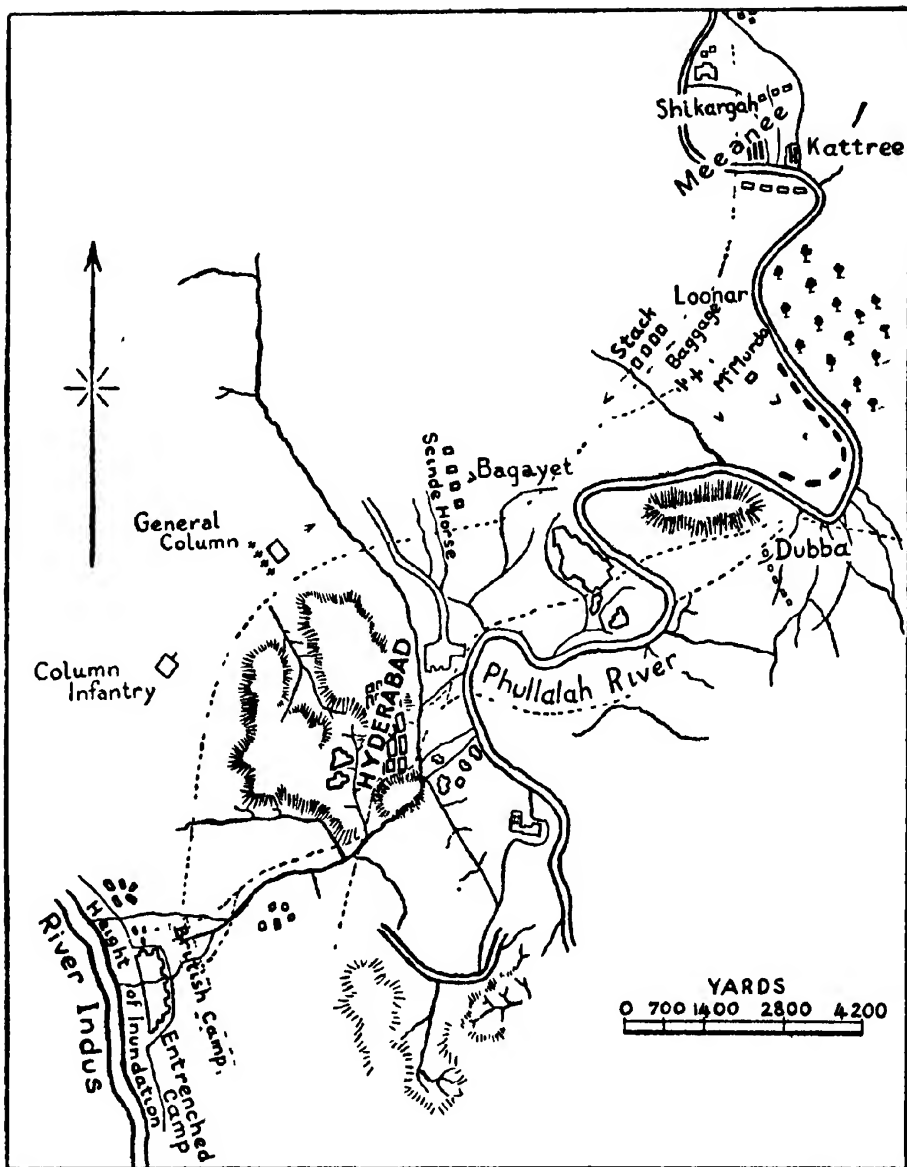 Shikargah
Meeanee
Kattree
Loonar
Stack
Baggage
McMurdo
Scinde Horse
Bagayet
General
Column
Dubba
Column
Infantry
HYDERABAD
Phullalah River
River Indus
Height
of Inundation
British Camp.
Entrenched
Camp
YARDS
0 700 1400 2800 4200